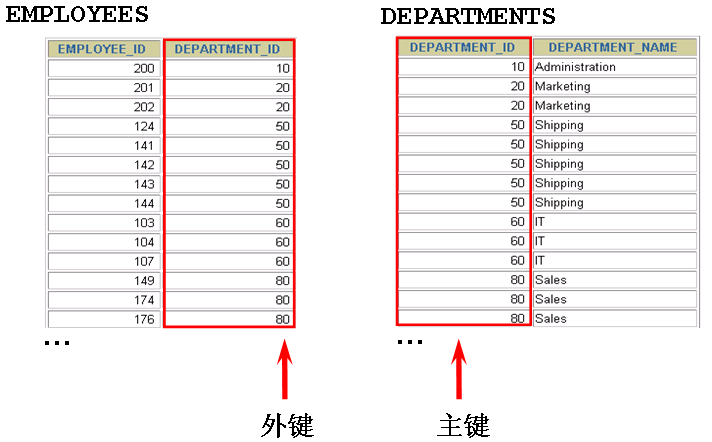 EMPLOYEES
EMPLOYEE_ID DEPARTMENT_ID
200 10
201 20
202 20
124 50
141 50
142 50
143 50
144 50
103 60
104 60
107 60
149 80
174 80
176 80
...
外键
DEPARTMENTS
DEPARTMENT_ID DEPARTMENT_NAME
10 Administration
20 Marketing
20 Marketing
50 Shipping
50 Shipping
50 Shipping
50 Shipping
50 Shipping
60 IT
60 IT
60 IT
80 Sales
80 Sales
80 Sales
...
主键